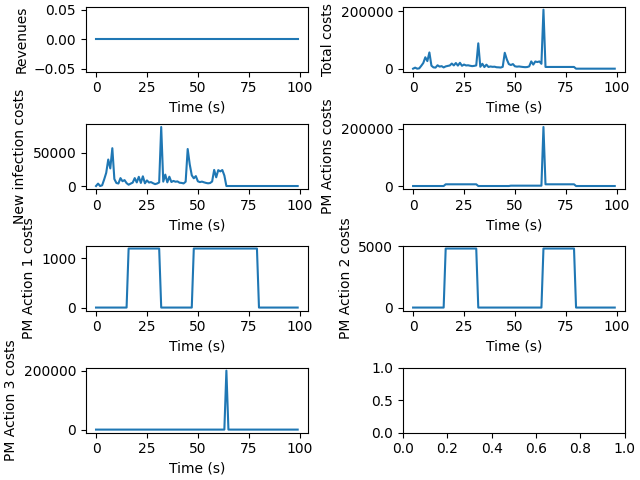 Revenues
0.05
0.00
−0.05
0 25 50 75 100
Time (s)
Total costs
200000
0
0 25 50 75 100
Time (s)
New infection costs
50000
0
0 25 50 75 100
Time (s)
PM Actions costs
200000
0
0 25 50 75 100
Time (s)
PM Action 1 costs
1000
0
0 25 50 75 100
Time (s)
PM Action 2 costs
5000
0
0 25 50 75 100
Time (s)
PM Action 3 costs
200000
0
0 25 50 75 100
Time (s)
1.0
0.5
0.0
0.0 0.2 0.4 0.6 0.8 1.0